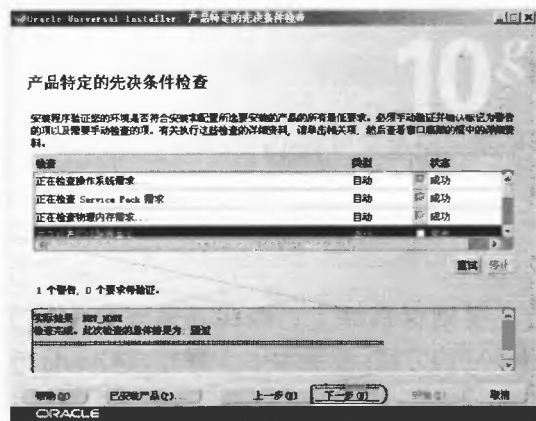 Oracle Universal Installer 产品特定的先决条件检查
10g
产品特定的先决条件检查
安装程序验证您的环境是否符合安装和配置所选要安装的产品的所有最低要求。必须手动验证并确认标记为警告
的项以及需要手动检查的项。有关执行这些检查的详细资料, 请单击相关项, 然后查看窗口底部的框中的详细资
料。
检查 类型 状态
正在检查操作系统需求 自动 成功
正在检查 Service Pack 需求 自动 成功
正在检查物理内存需求... 自动 成功
重试 停止
1 个警告, 0 个要求待验证。
实际结果
检查完成。此次检查的总体结果为: 通过
帮助(H) 已安装产品(P)... 上一步(B) 下一步(N) 安装(I) 取消
ORACLE